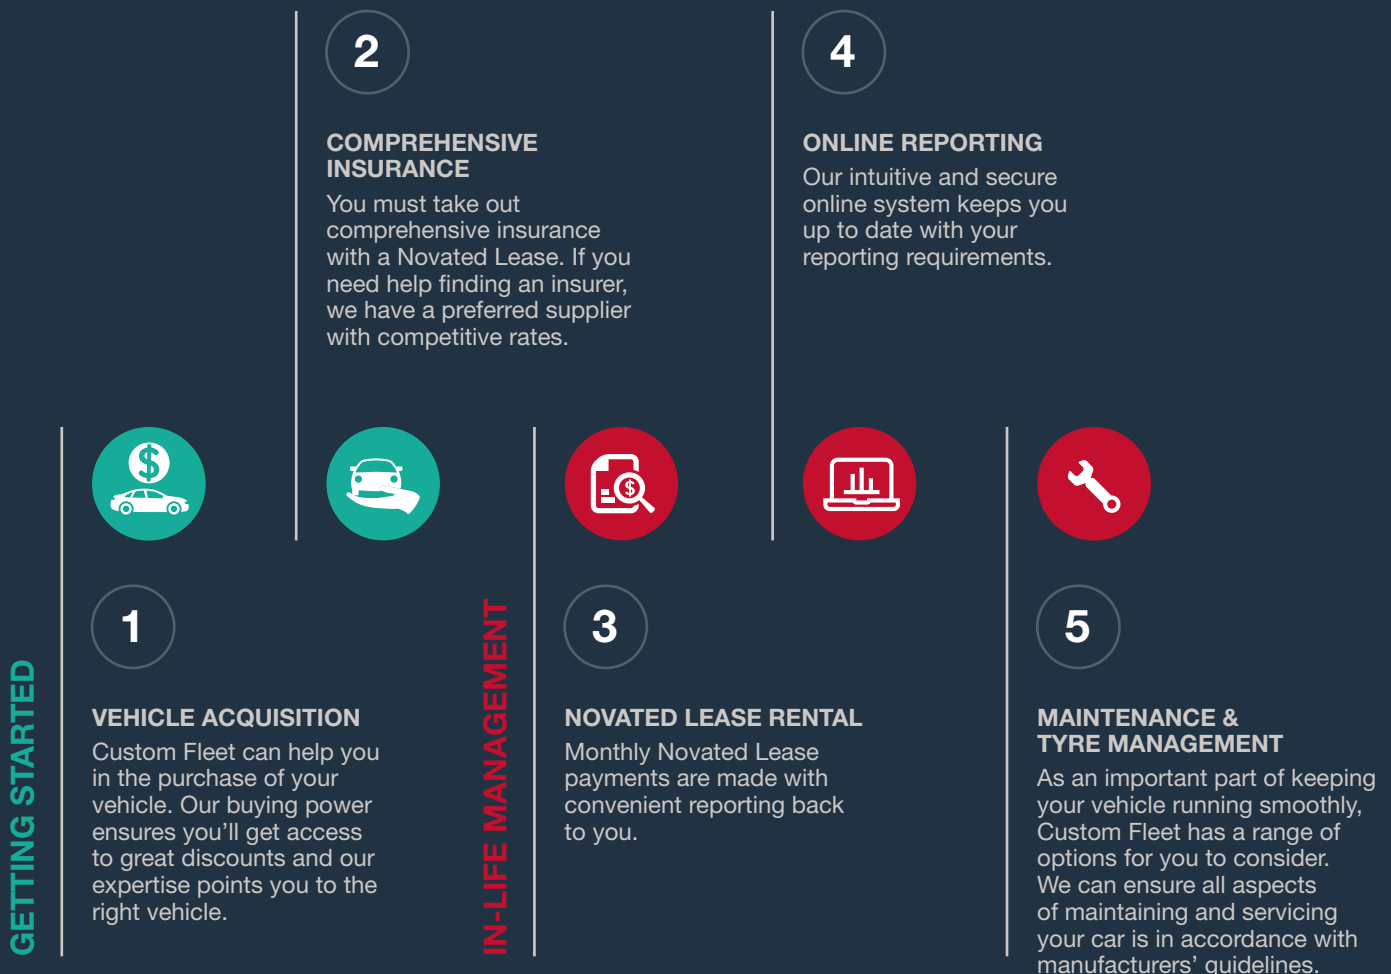 GETTING STARTED
1
VEHICLE ACQUISITION
Custom Fleet can help you
in the purchase of your
vehicle. Our buying power
ensures you’ll get access
to great discounts and our
expertise points you to the
right vehicle.
2
COMPREHENSIVE
INSURANCE
You must take out
comprehensive insurance
with a Novated Lease. If you
need help finding an insurer,
we have a preferred supplier
with competitive rates.
IN-LIFE MANAGEMENT
3
NOVATED LEASE RENTAL
Monthly Novated Lease
payments are made with
convenient reporting back
to you.
4
ONLINE REPORTING
Our intuitive and secure
online system keeps you
up to date with your
reporting requirements.
5
MAINTENANCE &
TYRE MANAGEMENT
As an important part of keeping
your vehicle running smoothly,
Custom Fleet has a range of
options for you to consider.
We can ensure all aspects
of maintaining and servicing
your car is in accordance with
manufacturers’ guidelines.
$
$